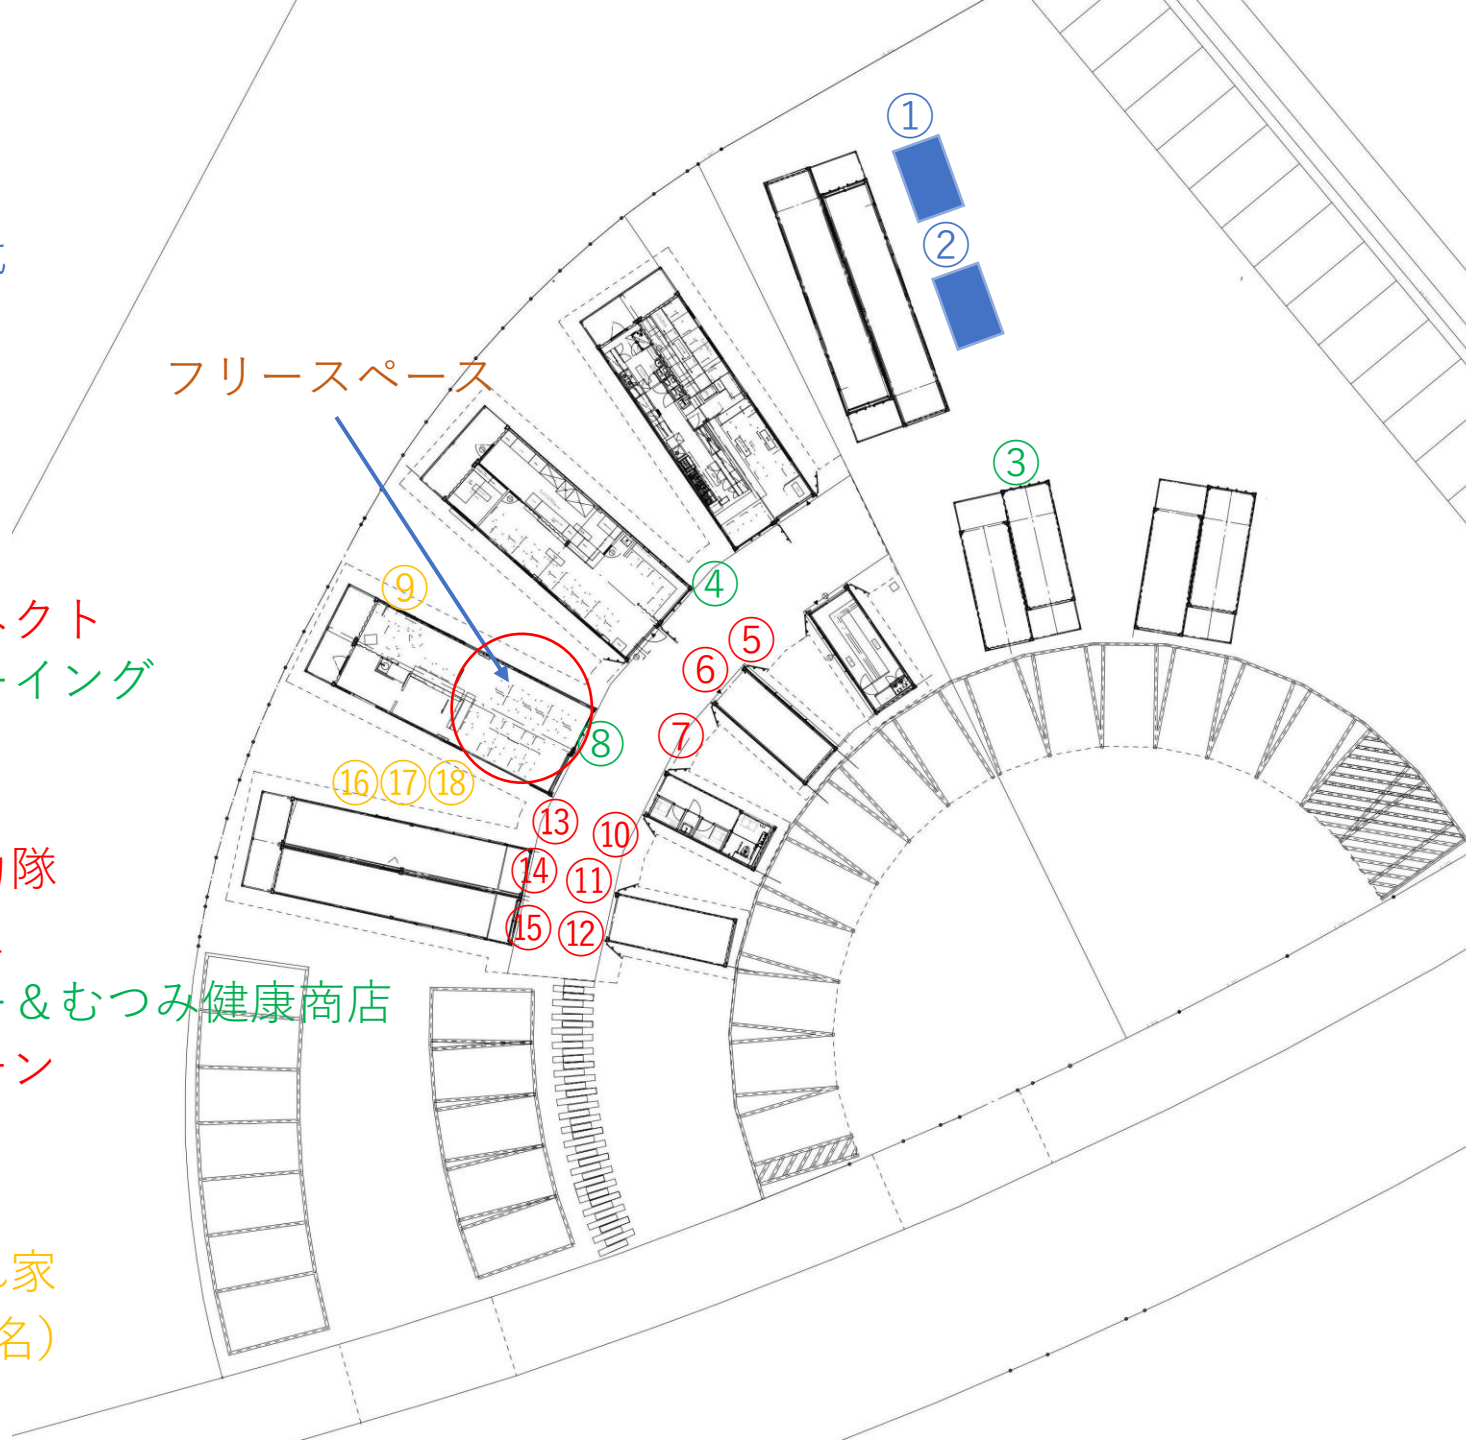 ①
②
フリースペース
③
④
⑨
⑤
クト
⑥
イング
⑦
⑧
⑯⑰⑱
⑬
⑩
隊
⑭
⑪
⑮
⑫
&むつみ健康商店
ン
家
名）